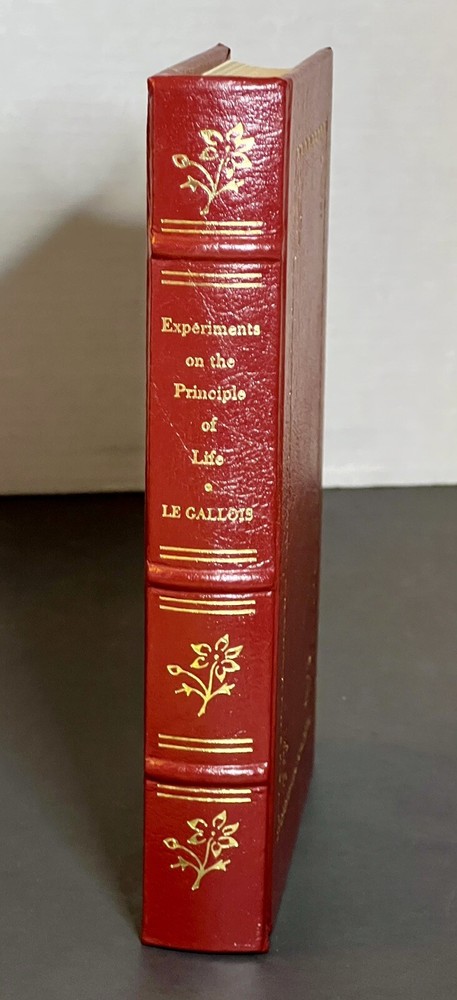 Experiments
on the
Principle
of
Life
LE GALLOIS